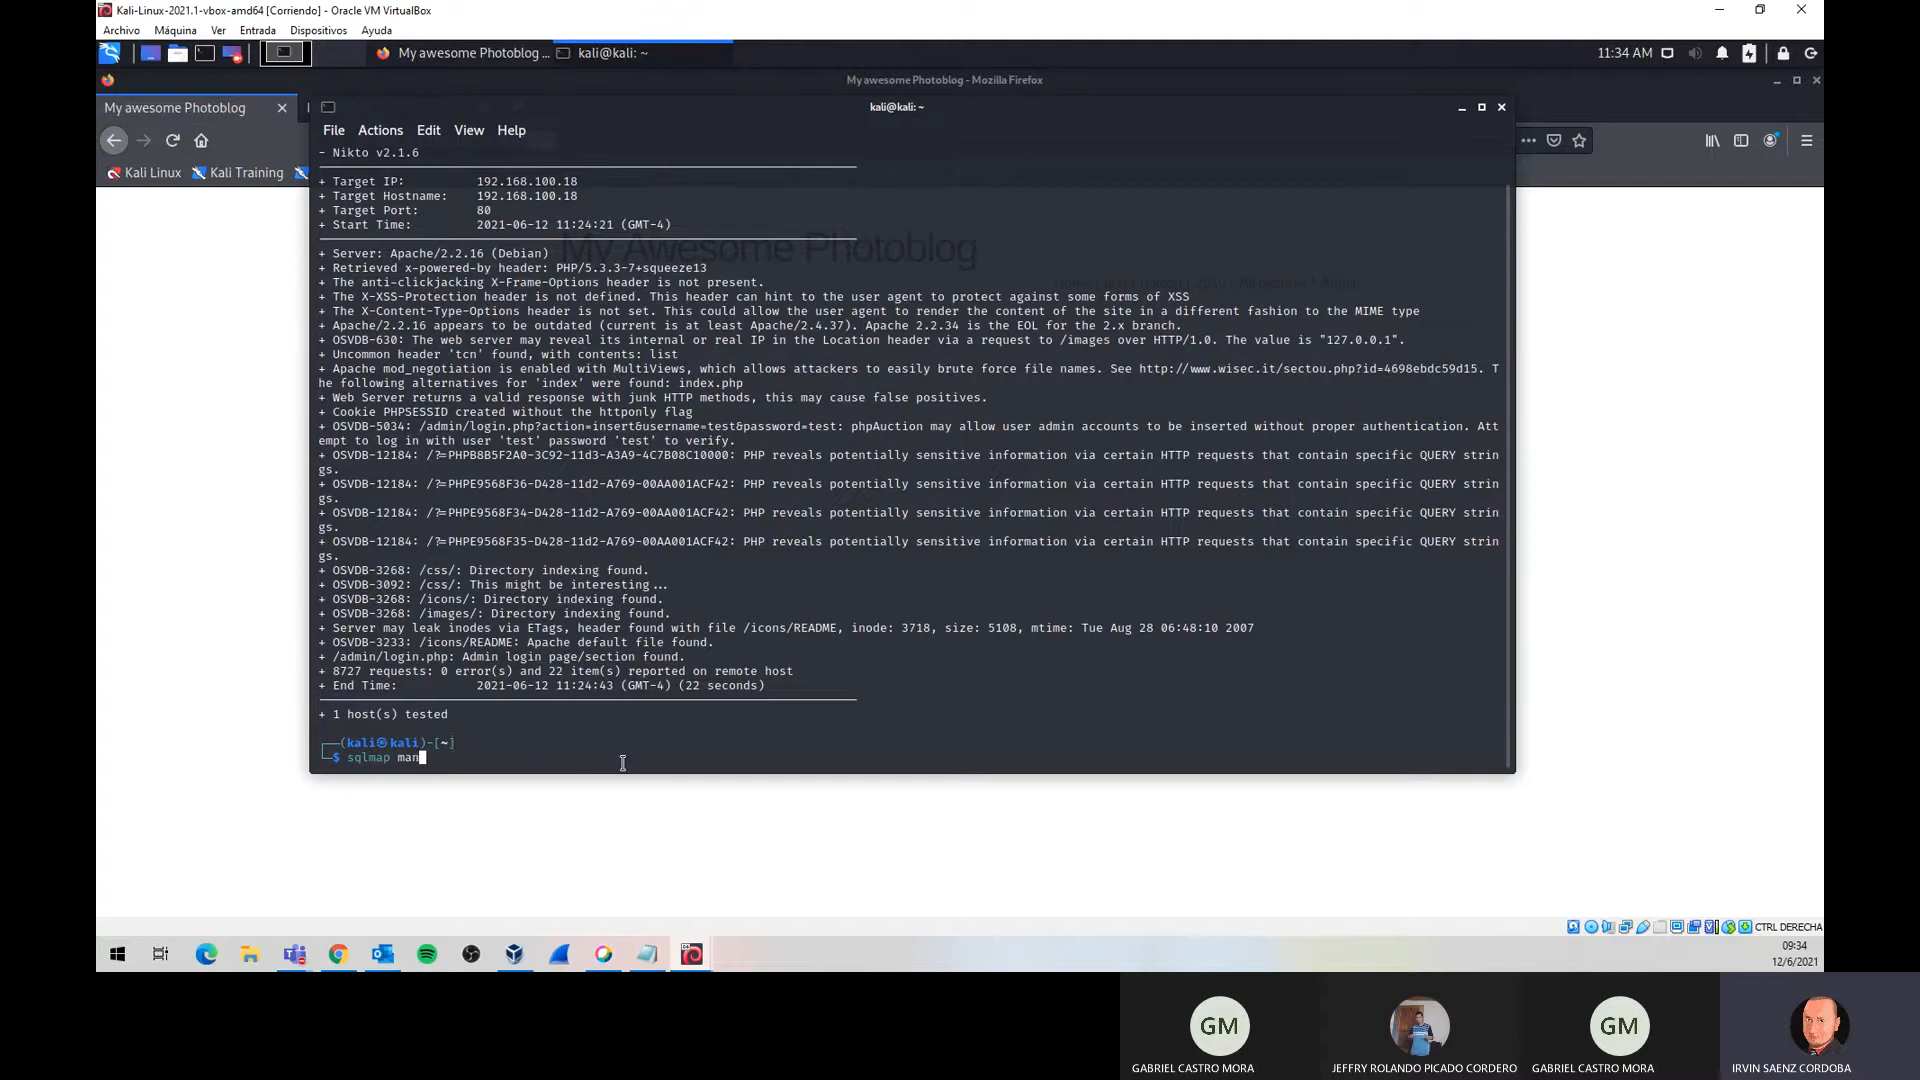 Kali-Linux-2021.1-vbox-amd64 [Corriendo] - Oracle VM VirtualBox
Archivo Máquina Ver Entrada Dispositivos Ayuda
My awesome Photoblog ... kali@kali: ~ 11:34 AM
My awesome Photoblog - Mozilla Firefox
My awesome Photoblog
kali@kali: ~
File Actions Edit View Help
Kali Linux Kali Training
- Nikto v2.1.6
+ Target IP: 192.168.100.18
+ Target Hostname: 192.168.100.18
+ Target Port: 80
+ Start Time: 2021-06-12 11:24:21 (GMT-4)
My Awesome Photoblog
+ Server: Apache/2.2.16 (Debian)
+ Retrieved x-powered-by header: PHP/5.3.3-7+squeeze13
+ The anti-clickjacking X-Frame-Options header is not present.
+ The X-XSS-Protection header is not defined. This header can hint to the user agent to protect against some forms of XSS
+ The X-Content-Type-Options header is not set. This could allow the user agent to render the content of the site in a different fashion to the MIME type
+ Apache/2.2.16 appears to be outdated (current is at least Apache/2.4.37). Apache 2.2.34 is the EOL for the 2.x branch.
+ OSVDB-630: The web server may reveal its internal or real IP in the Location header via a request to /images over HTTP/1.0. The value is "127.0.0.1".
+ Uncommon header 'tcn' found, with contents: list
+ Apache mod_negotiation is enabled with MultiViews, which allows attackers to easily brute force file names. See http://www.wisec.it/sectou.php?id=4698ebdc59d15. T
he following alternatives for 'index' were found: index.php
+ Web Server returns a valid response with junk HTTP methods, this may cause false positives.
+ Cookie PHPSESSID created without the httponly flag
+ OSVDB-5034: /admin/login.php?action=insert&username=test&password=test: phpAuction may allow user admin accounts to be inserted without proper authentication. Att
empt to log in with user 'test' password 'test' to verify.
+ OSVDB-12184: /?=PHPB8B5F2A0-3C92-11d3-A3A9-4C7B08C10000: PHP reveals potentially sensitive information via certain HTTP requests that contain specific QUERY strin
gs.
+ OSVDB-12184: /?=PHPE9568F36-D428-11d2-A769-00AA001ACF42: PHP reveals potentially sensitive information via certain HTTP requests that contain specific QUERY strin
gs.
+ OSVDB-12184: /?=PHPE9568F34-D428-11d2-A769-00AA001ACF42: PHP reveals potentially sensitive information via certain HTTP requests that contain specific QUERY strin
gs.
+ OSVDB-12184: /?=PHPE9568F35-D428-11d2-A769-00AA001ACF42: PHP reveals potentially sensitive information via certain HTTP requests that contain specific QUERY strin
gs.
+ OSVDB-3268: /css/: Directory indexing found.
+ OSVDB-3092: /css/: This might be interesting...
+ OSVDB-3268: /icons/: Directory indexing found.
+ OSVDB-3268: /images/: Directory indexing found.
+ Server may leak inodes via ETags, header found with file /icons/README, inode: 3718, size: 5108, mtime: Tue Aug 28 06:48:10 2007
+ OSVDB-3233: /icons/README: Apache default file found.
+ /admin/login.php: Admin login page/section found.
+ 8727 requests: 0 error(s) and 22 item(s) reported on remote host
+ End Time: 2021-06-12 11:24:43 (GMT-4) (22 seconds)
+ 1 host(s) tested
(kali㉿kali)-[~]
$ sqlmap man
CTRL DERECHA
09:34
12/6/2021
GM GM
GABRIEL CASTRO MORA JEFFRY ROLANDO PICADO CORDERO GABRIEL CASTRO MORA IRVIN SAENZ CORDOBA